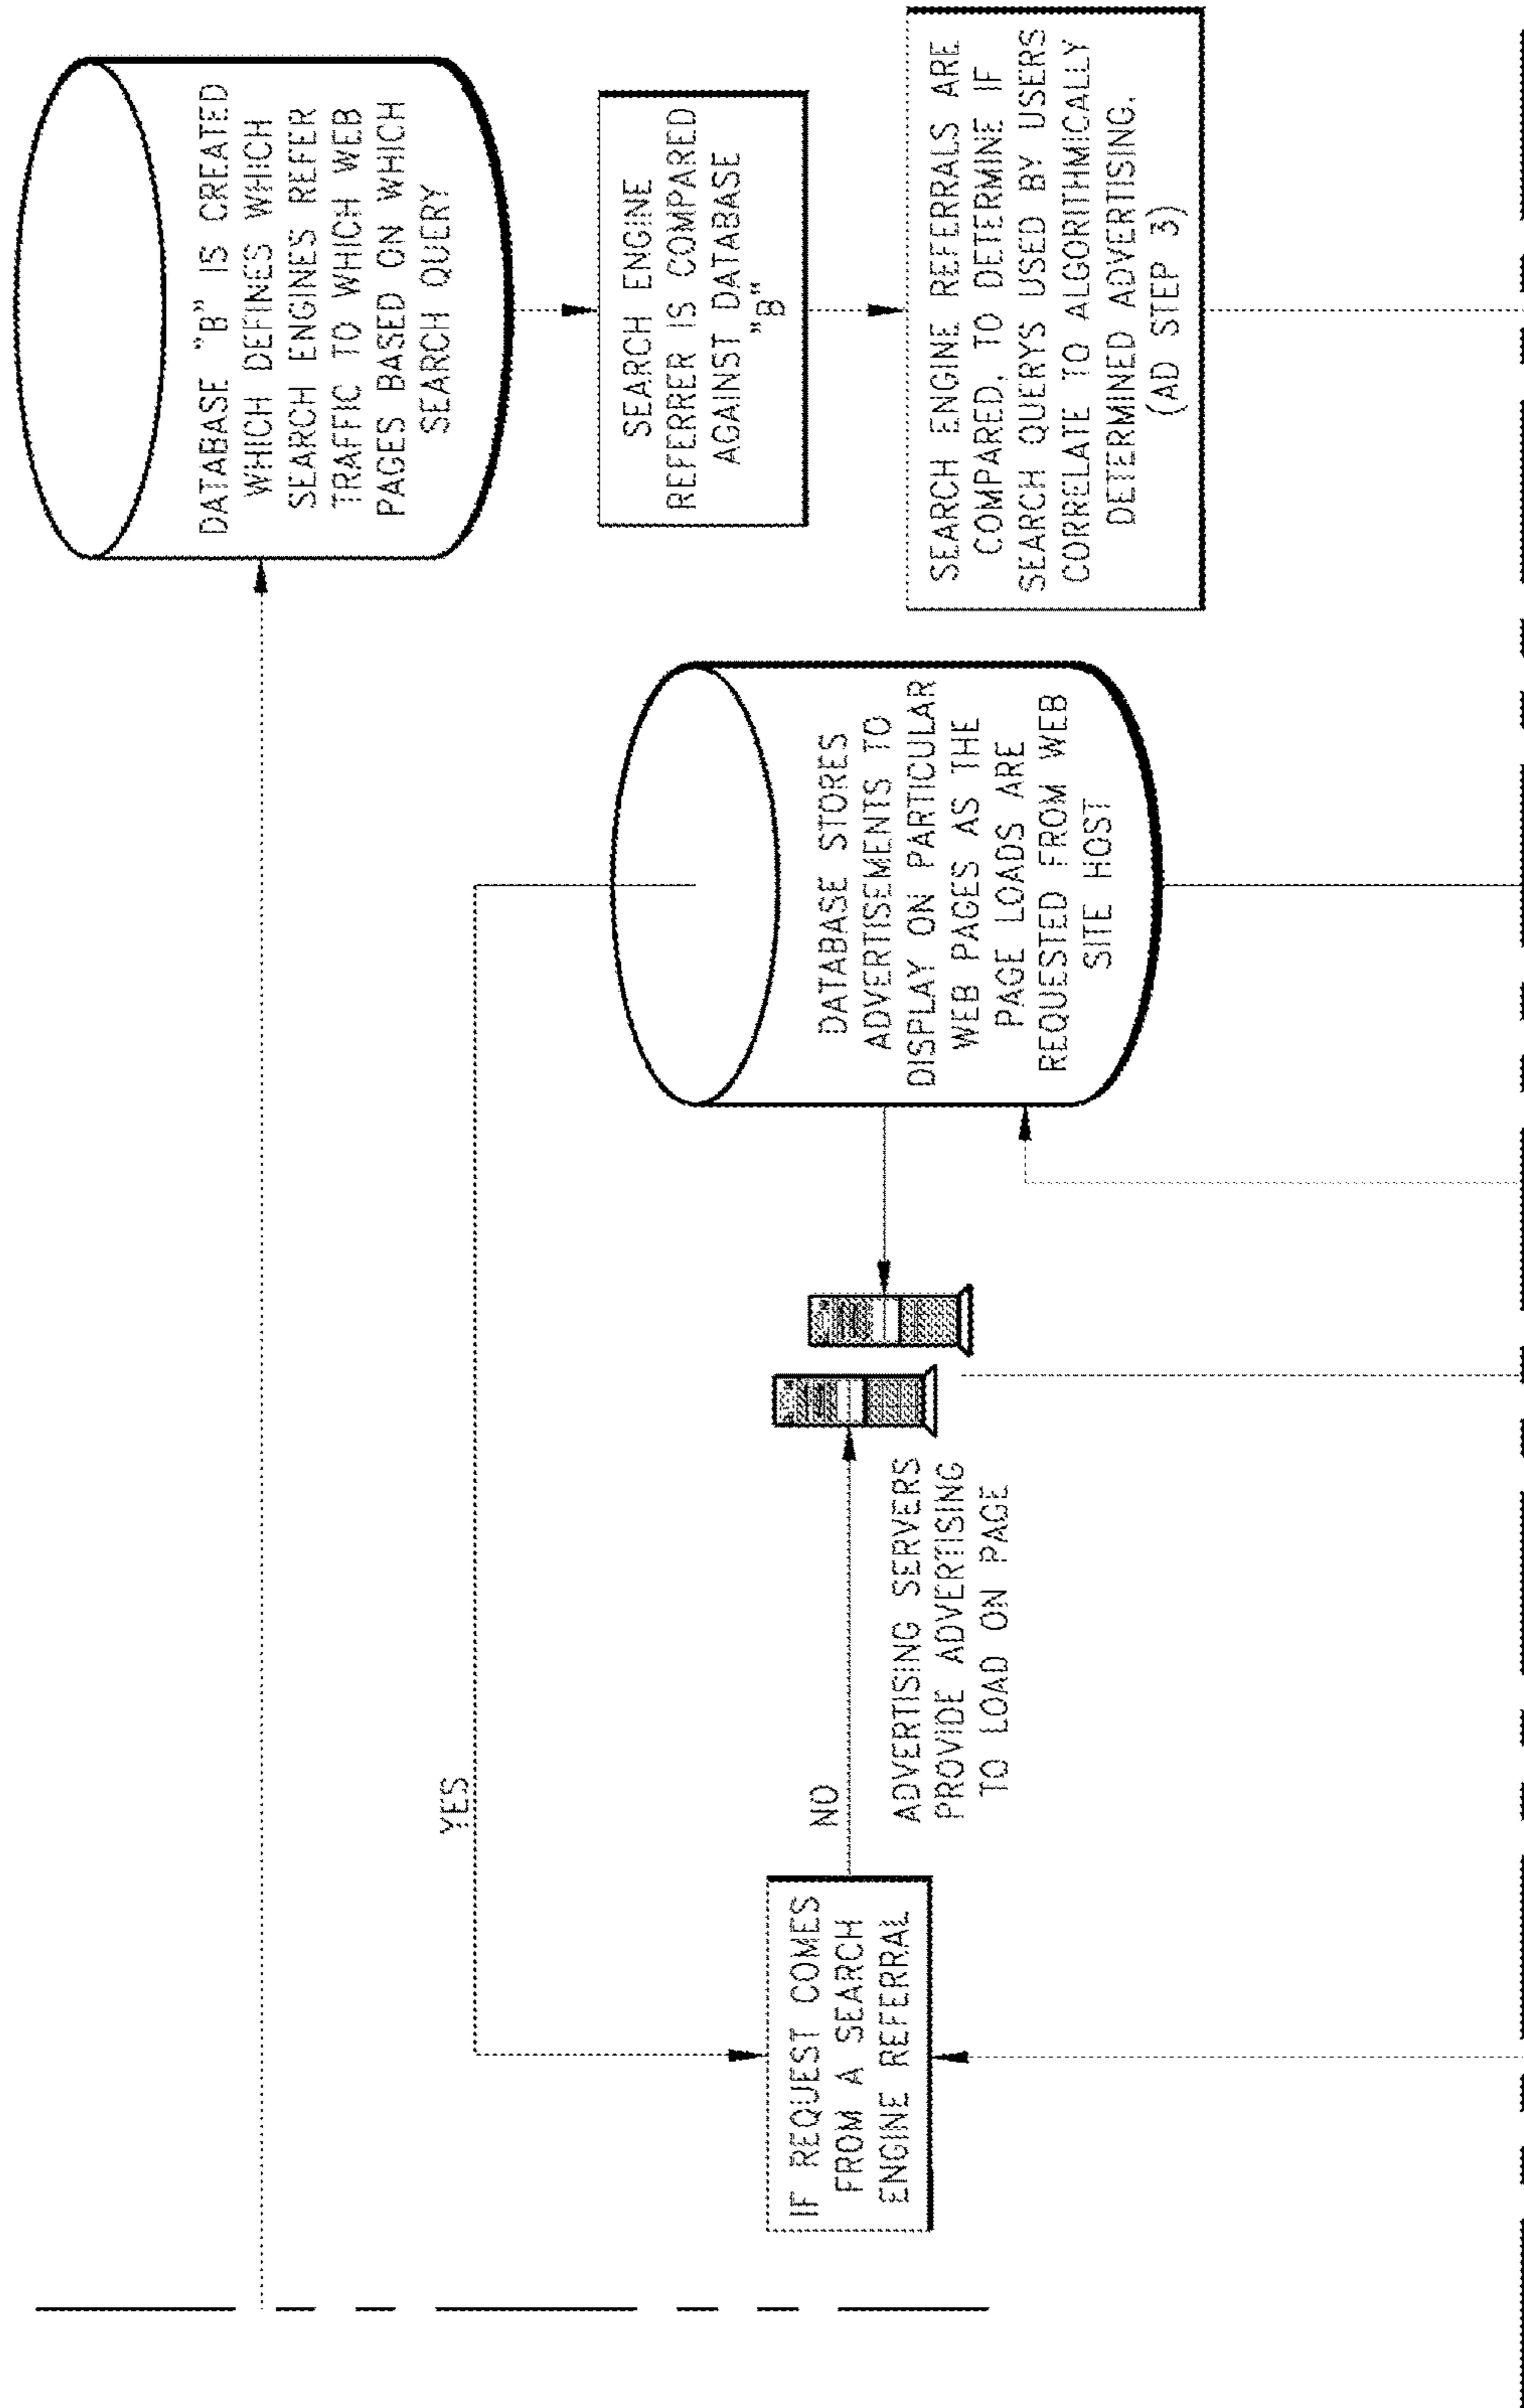 DATABASE "B" IS CREATED
WHICH DEFINES WHICH
SEARCH ENGINES REFER
TRAFFIC TO WHICH WEB
PAGES BASED ON WHICH
SEARCH QUERY
SEARCH ENGINE
REFERRER IS COMPARED
AGAINST DATABASE
"B"
SEARCH ENGINE REFERRALS ARE
COMPARED, TO DETERMINE IF
SEARCH QUERYS USED BY USERS
CORRELATE TO ALGORITHMICALLY
DETERMINED ADVERTISING.
(AD STEP 3)
YES
DATABASE STORES
ADVERTISEMENTS TO
DISPLAY ON PARTICULAR
WEB PAGES AS THE
PAGE LOADS ARE
REQUESTED FROM WEB
SITE HOST
IF REQUEST COMES
FROM A SEARCH
ENGINE REFERRAL
NO
ADVERTISING SERVERS
PROVIDE ADVERTISING
TO LOAD ON PAGE